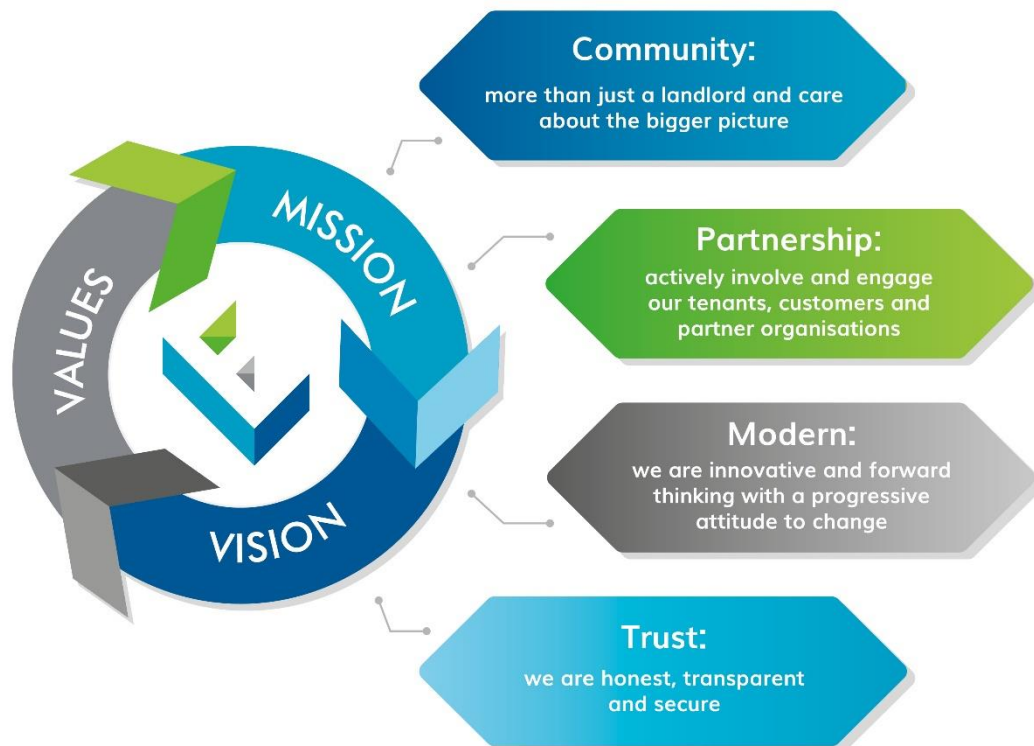 VALUES
MISSION
VISION
Community:
more than just a landlord and care
about the bigger picture
Partnership:
actively involve and engage
our tenants, customers and
partner organisations
Modern:
we are innovative and forward
thinking with a progressive
attitude to change
Trust:
we are honest, transparent
and secure